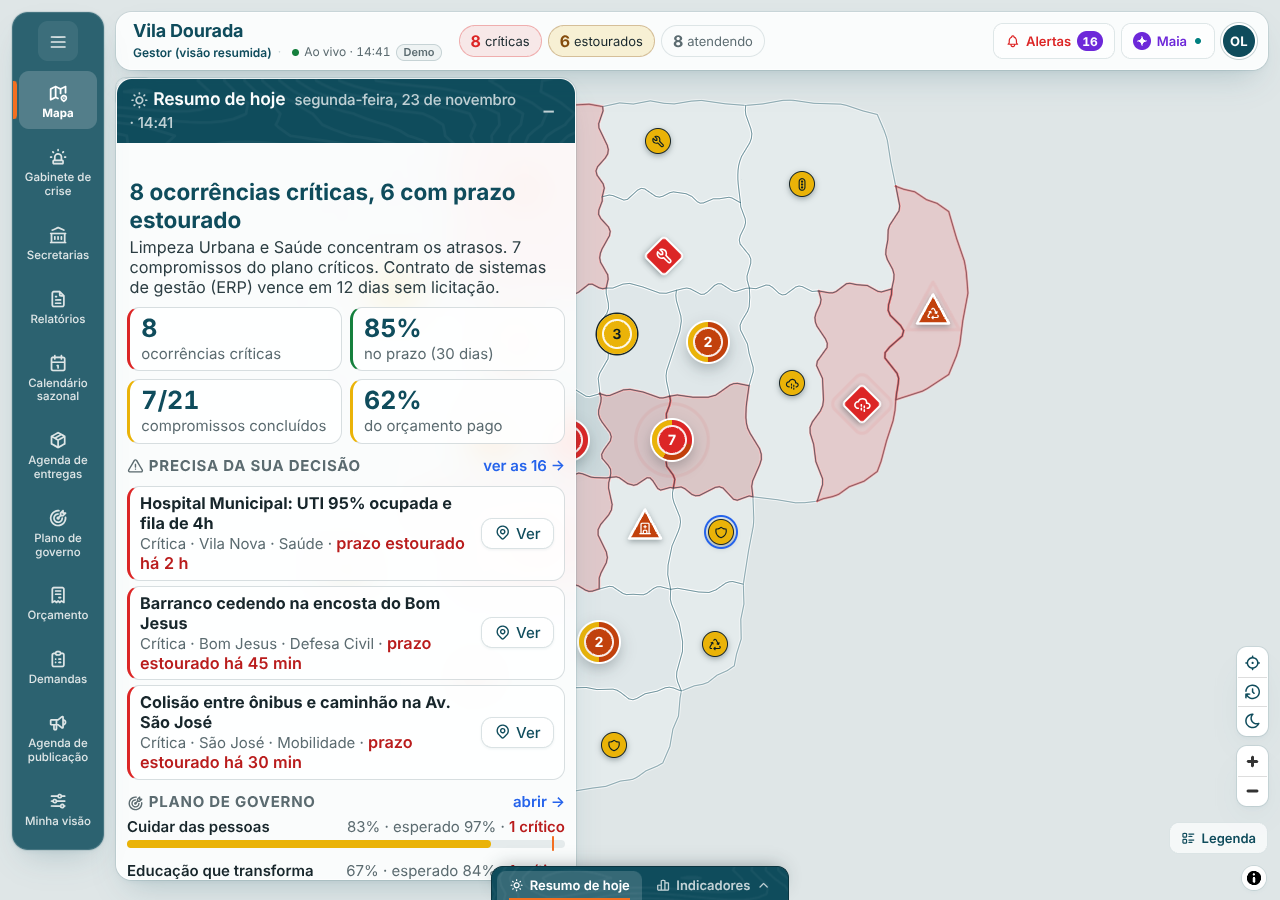 Vila Dourada
Gestor (visão resumida) · Ao vivo · 14:41 Demo
8 críticas
6 estourados
8 atendendo
Alertas 16
Maia
OL
Mapa
Gabinete de
crise
Secretarias
Relatórios
Calendário
sazonal
Agenda de
entregas
Plano de
governo
Orçamento
Demandas
Agenda de
publicação
Minha visão
Resumo de hoje segunda-feira, 23 de novembro
· 14:41
8 ocorrências críticas, 6 com prazo
estourado
Limpeza Urbana e Saúde concentram os atrasos. 7
compromissos do plano críticos. Contrato de sistemas
de gestão (ERP) vence em 12 dias sem licitação.
8
ocorrências críticas
85%
no prazo (30 dias)
7/21
compromissos concluídos
62%
do orçamento pago
PRECISA DA SUA DECISÃO
ver as 16 →
Hospital Municipal: UTI 95% ocupada e
fila de 4h
Crítica · Vila Nova · Saúde · prazo estourado
há 2 h
Ver
Barranco cedendo na encosta do Bom
Jesus
Crítica · Bom Jesus · Defesa Civil · prazo
estourado há 45 min
Ver
Colisão entre ônibus e caminhão na Av.
São José
Crítica · São José · Mobilidade · prazo
estourado há 30 min
Ver
PLANO DE GOVERNO
abrir →
Cuidar das pessoas
83% · esperado 97% · 1 crítico
Educação que transforma
67% · esperado 84%
3
2
7
2
Legenda
Resumo de hoje
Indicadores